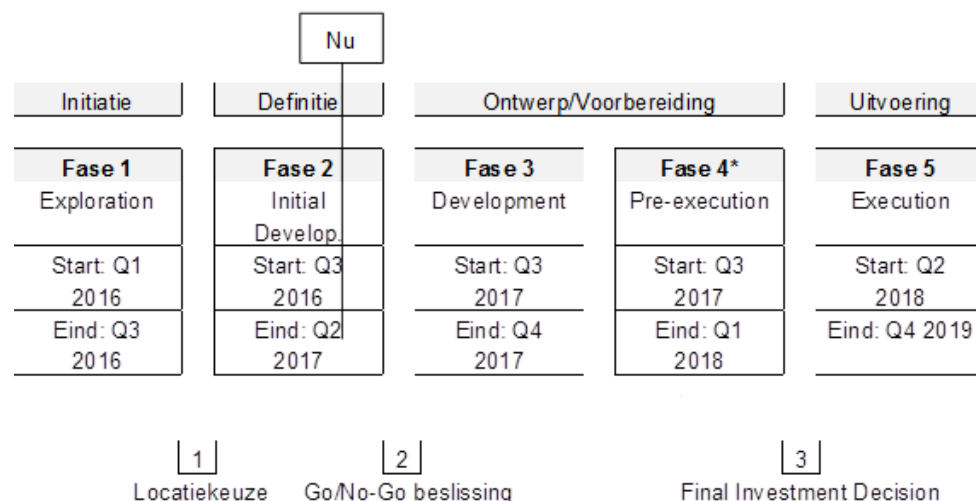 Nu
Initiatie
Definitie
Ontwerp/Voorbereiding
Uitvoering
Fase 1
Exploration
Start: Q1
2016
Eind: Q3
2016
Fase 2
Initial
Develop.
Start: Q3
2016
Eind: Q2
2017
Fase 3
Development
Start: Q3
2017
Eind: Q4
2017
Fase 4*
Pre-execution
Start: Q3
2017
Eind: Q1
2018
Fase 5
Execution
Start: Q2
2018
Eind: Q4 2019
1
Locatiekeuze
2
Go/No-Go beslissing
3
Final Investment Decision